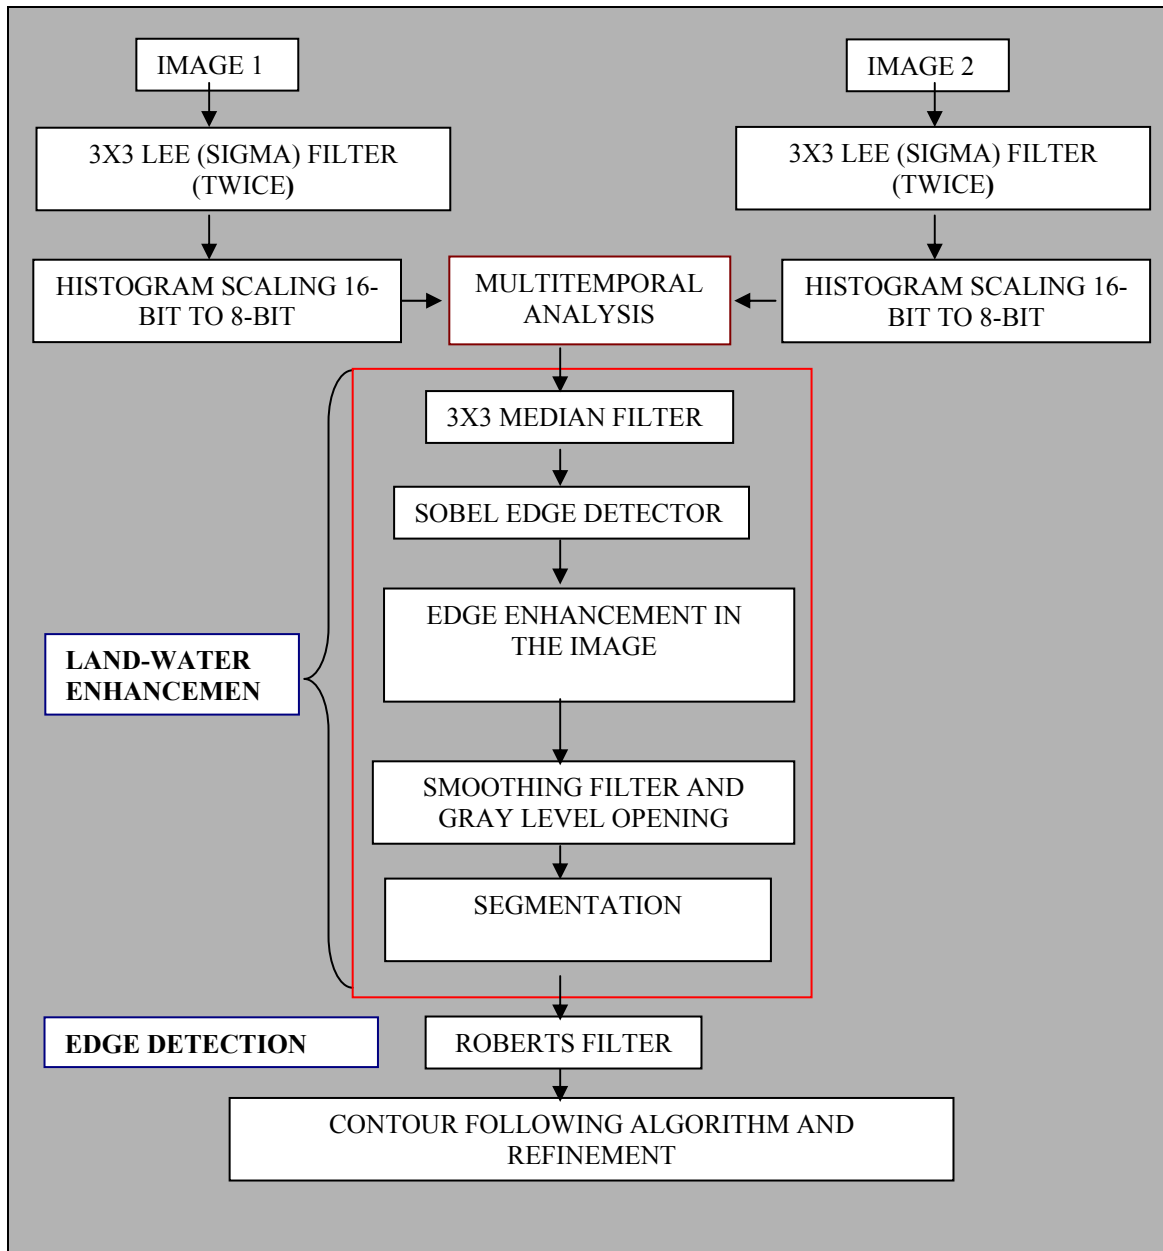 IMAGE 1
IMAGE 2
3X3 LEE (SIGMA) FILTER
(TWICE)
3X3 LEE (SIGMA) FILTER
(TWICE)
HISTOGRAM SCALING 16-
BIT TO 8-BIT
MULTITEMPORAL
ANALYSIS
HISTOGRAM SCALING 16-
BIT TO 8-BIT
3X3 MEDIAN FILTER
SOBEL EDGE DETECTOR
EDGE ENHANCEMENT IN
THE IMAGE
LAND-WATER
ENHANCEMEN
SMOOTHING FILTER AND
GRAY LEVEL OPENING
SEGMENTATION
EDGE DETECTION
ROBERTS FILTER
CONTOUR FOLLOWING ALGORITHM AND
REFINEMENT